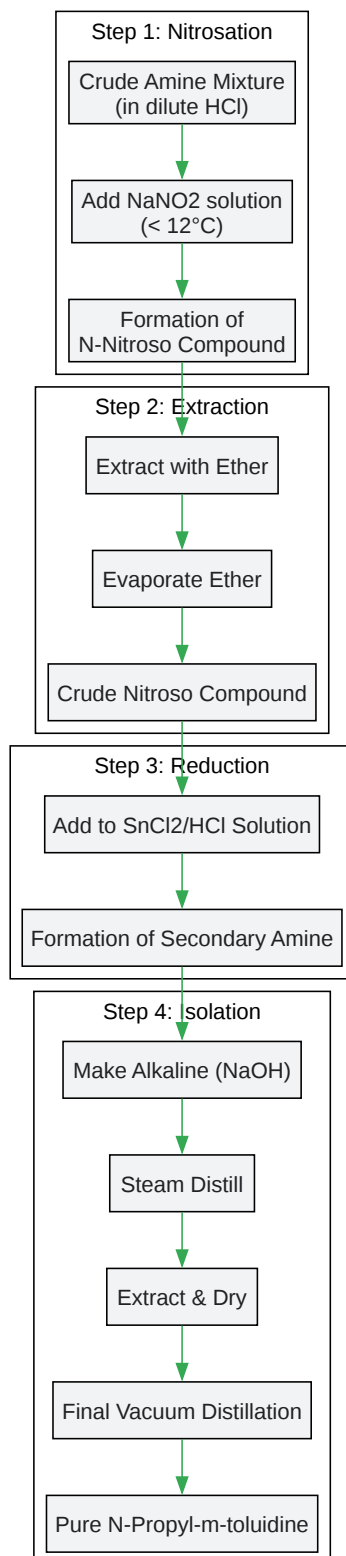 Step 1: Nitrosation
Crude Amine Mixture
(in dilute HCl)
Add NaNO2 solution
(< 12°C)
Formation of
N-Nitroso Compound
Step 2: Extraction
Extract with Ether
Evaporate Ether
Crude Nitroso Compound
Step 3: Reduction
Add to SnCl2/HCl Solution
Formation of Secondary Amine
Step 4: Isolation
Make Alkaline (NaOH)
Steam Distill
Extract & Dry
Final Vacuum Distillation
Pure N-Propyl-m-toluidine